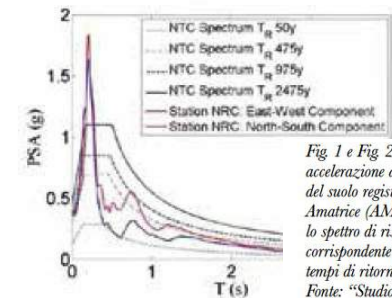 2
NTC Spectrum T_R 50y
NTC Spectrum T_R 475y
NTC Spectrum T_R 975y
NTC Spectrum T_R 2475y
Station NRC: East-West Component
Station NRC: North-South Component
1.5
1
0.5
0
PSA (g)
0 1 2
T (s)
Fig. 1 e Fig. 2
accelerazione
del suolo regist
Amatrice (AM
lo spettro di ris
corrispondente
tempi di ritorn
Fonte: “Studio